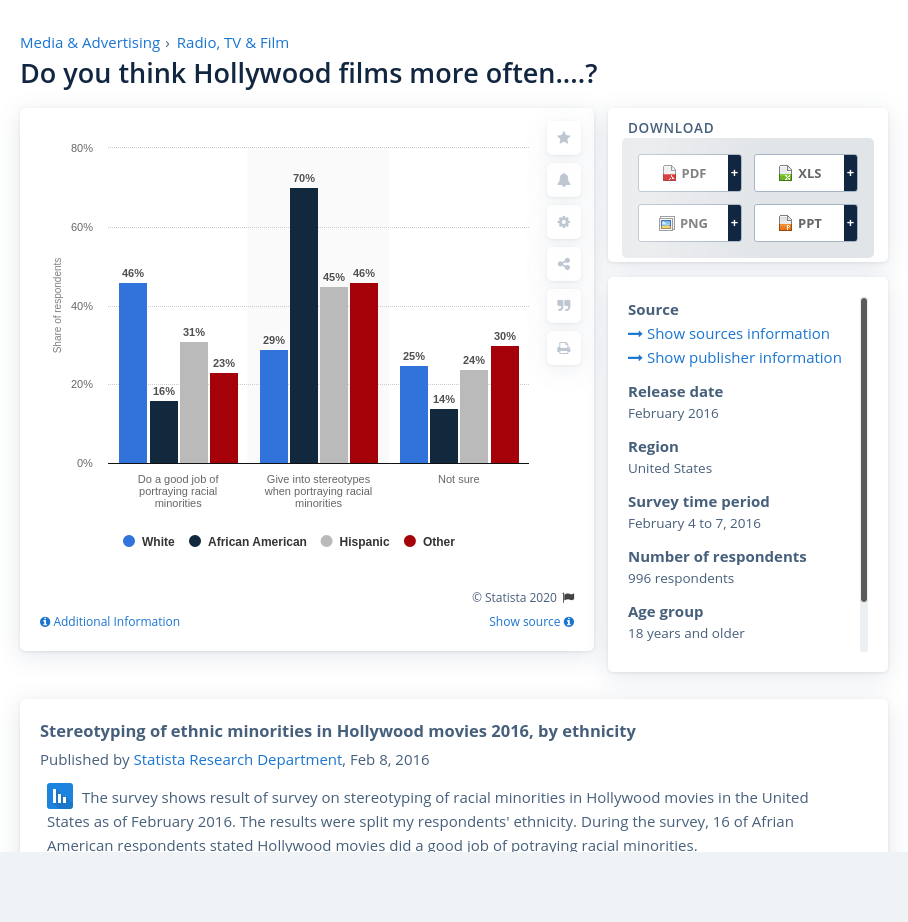 Media & Advertising › Radio, TV & Film
Do you think Hollywood films more often....?
80%
60%
40%
20%
0%
Share of respondents
46%
16%
31%
23%
29%
70%
45%
46%
25%
14%
24%
30%
Do a good job of
portraying racial
minorities
Give into stereotypes
when portraying racial
minorities
Not sure
White African American Hispanic Other
© Statista 2020
Additional Information
Show source
DOWNLOAD
PDF + XLS +
PNG + PPT +
Source
Show sources information
Show publisher information
Release date
February 2016
Region
United States
Survey time period
February 4 to 7, 2016
Number of respondents
996 respondents
Age group
18 years and older
Stereotyping of ethnic minorities in Hollywood movies 2016, by ethnicity
Published by Statista Research Department, Feb 8, 2016
The survey shows result of survey on stereotyping of racial minorities in Hollywood movies in the United
States as of February 2016. The results were split my respondents' ethnicity. During the survey, 16 of Afrian
American respondents stated Hollywood movies did a good job of potraying racial minorities.